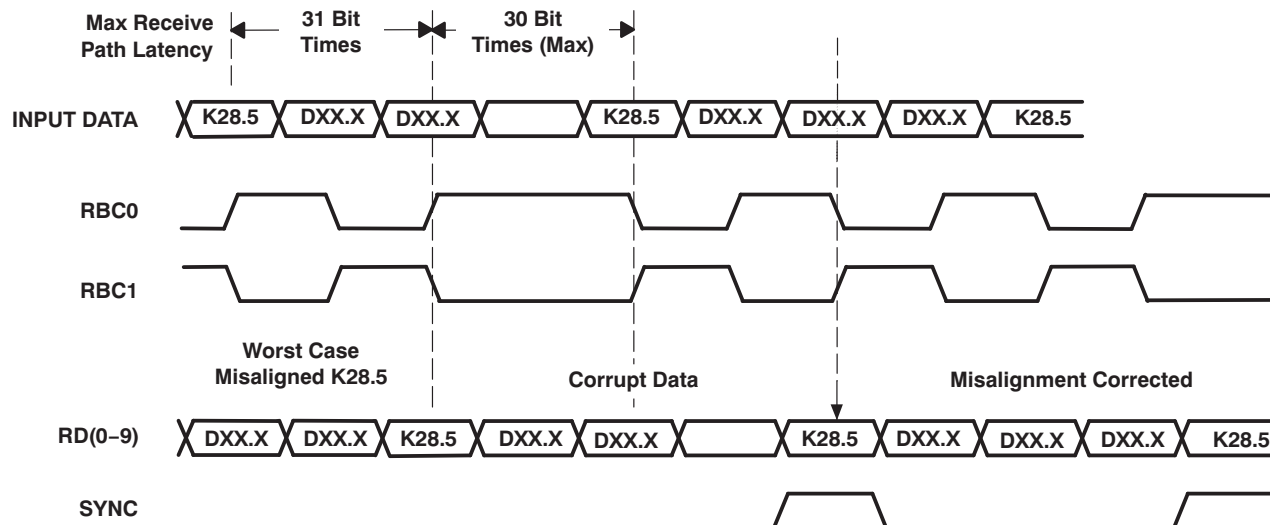 Max Receive
Path Latency
31 Bit
Times
30 Bit
Times (Max)
INPUT DATA
K28.5 DXX.X DXX.X K28.5 DXX.X DXX.X DXX.X K28.5
RBC0
RBC1
Worst Case
Misaligned K28.5
Corrupt Data
Misalignment Corrected
RD(0−9)
DXX.X DXX.X K28.5 DXX.X DXX.X K28.5 DXX.X DXX.X DXX.X K28.5
SYNC